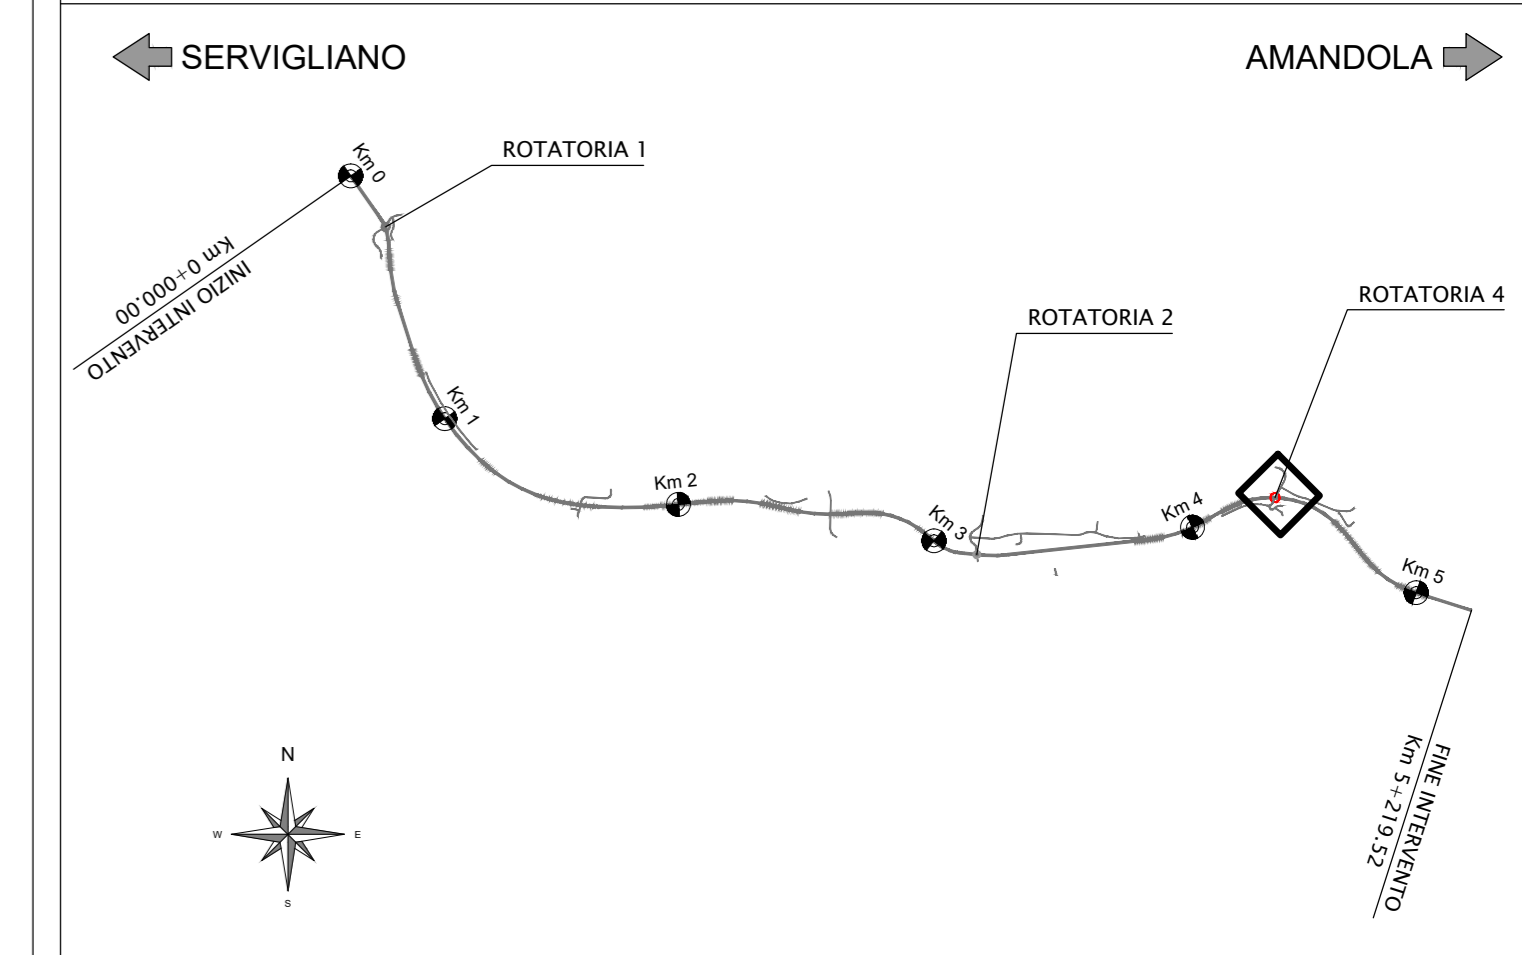 SERVIGLIANO
AMANDOLA
Km 0
ROTATORIA 1
Km 0+000.00
INIZIO INTERVENTO
ROTATORIA 4
ROTATORIA 2
Km 1
Km 2
Km 3
Km 4
Km 5
FINE INTERVENTO
Km 5+219.52
N
W
E
S